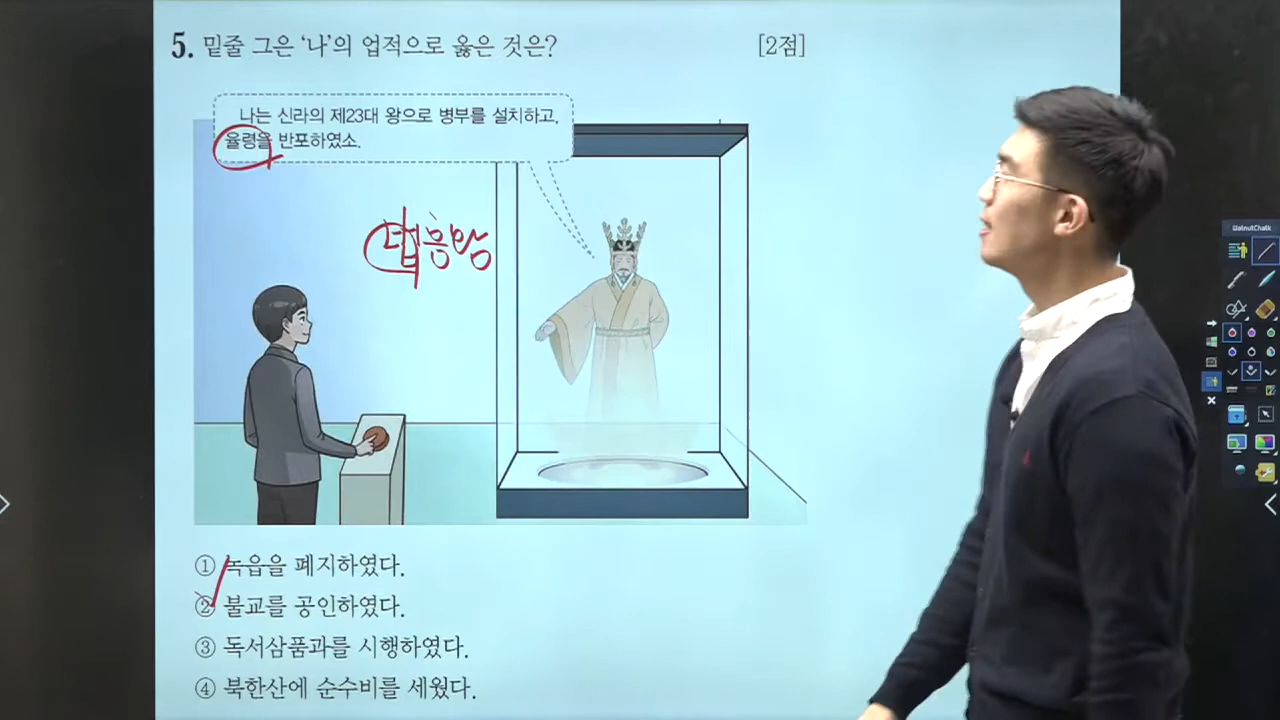 5. 밑줄 그은 ‘나’의 업적으로 옳은 것은? [2점]
나는 신라의 제23대 왕으로 병부를 설치하고,
율령을 반포하였소.
법흥왕
① 녹읍을 폐지하였다.
② 불교를 공인하였다.
③ 독서삼품과를 시행하였다.
④ 북한산에 순수비를 세웠다.
WalnutChalk